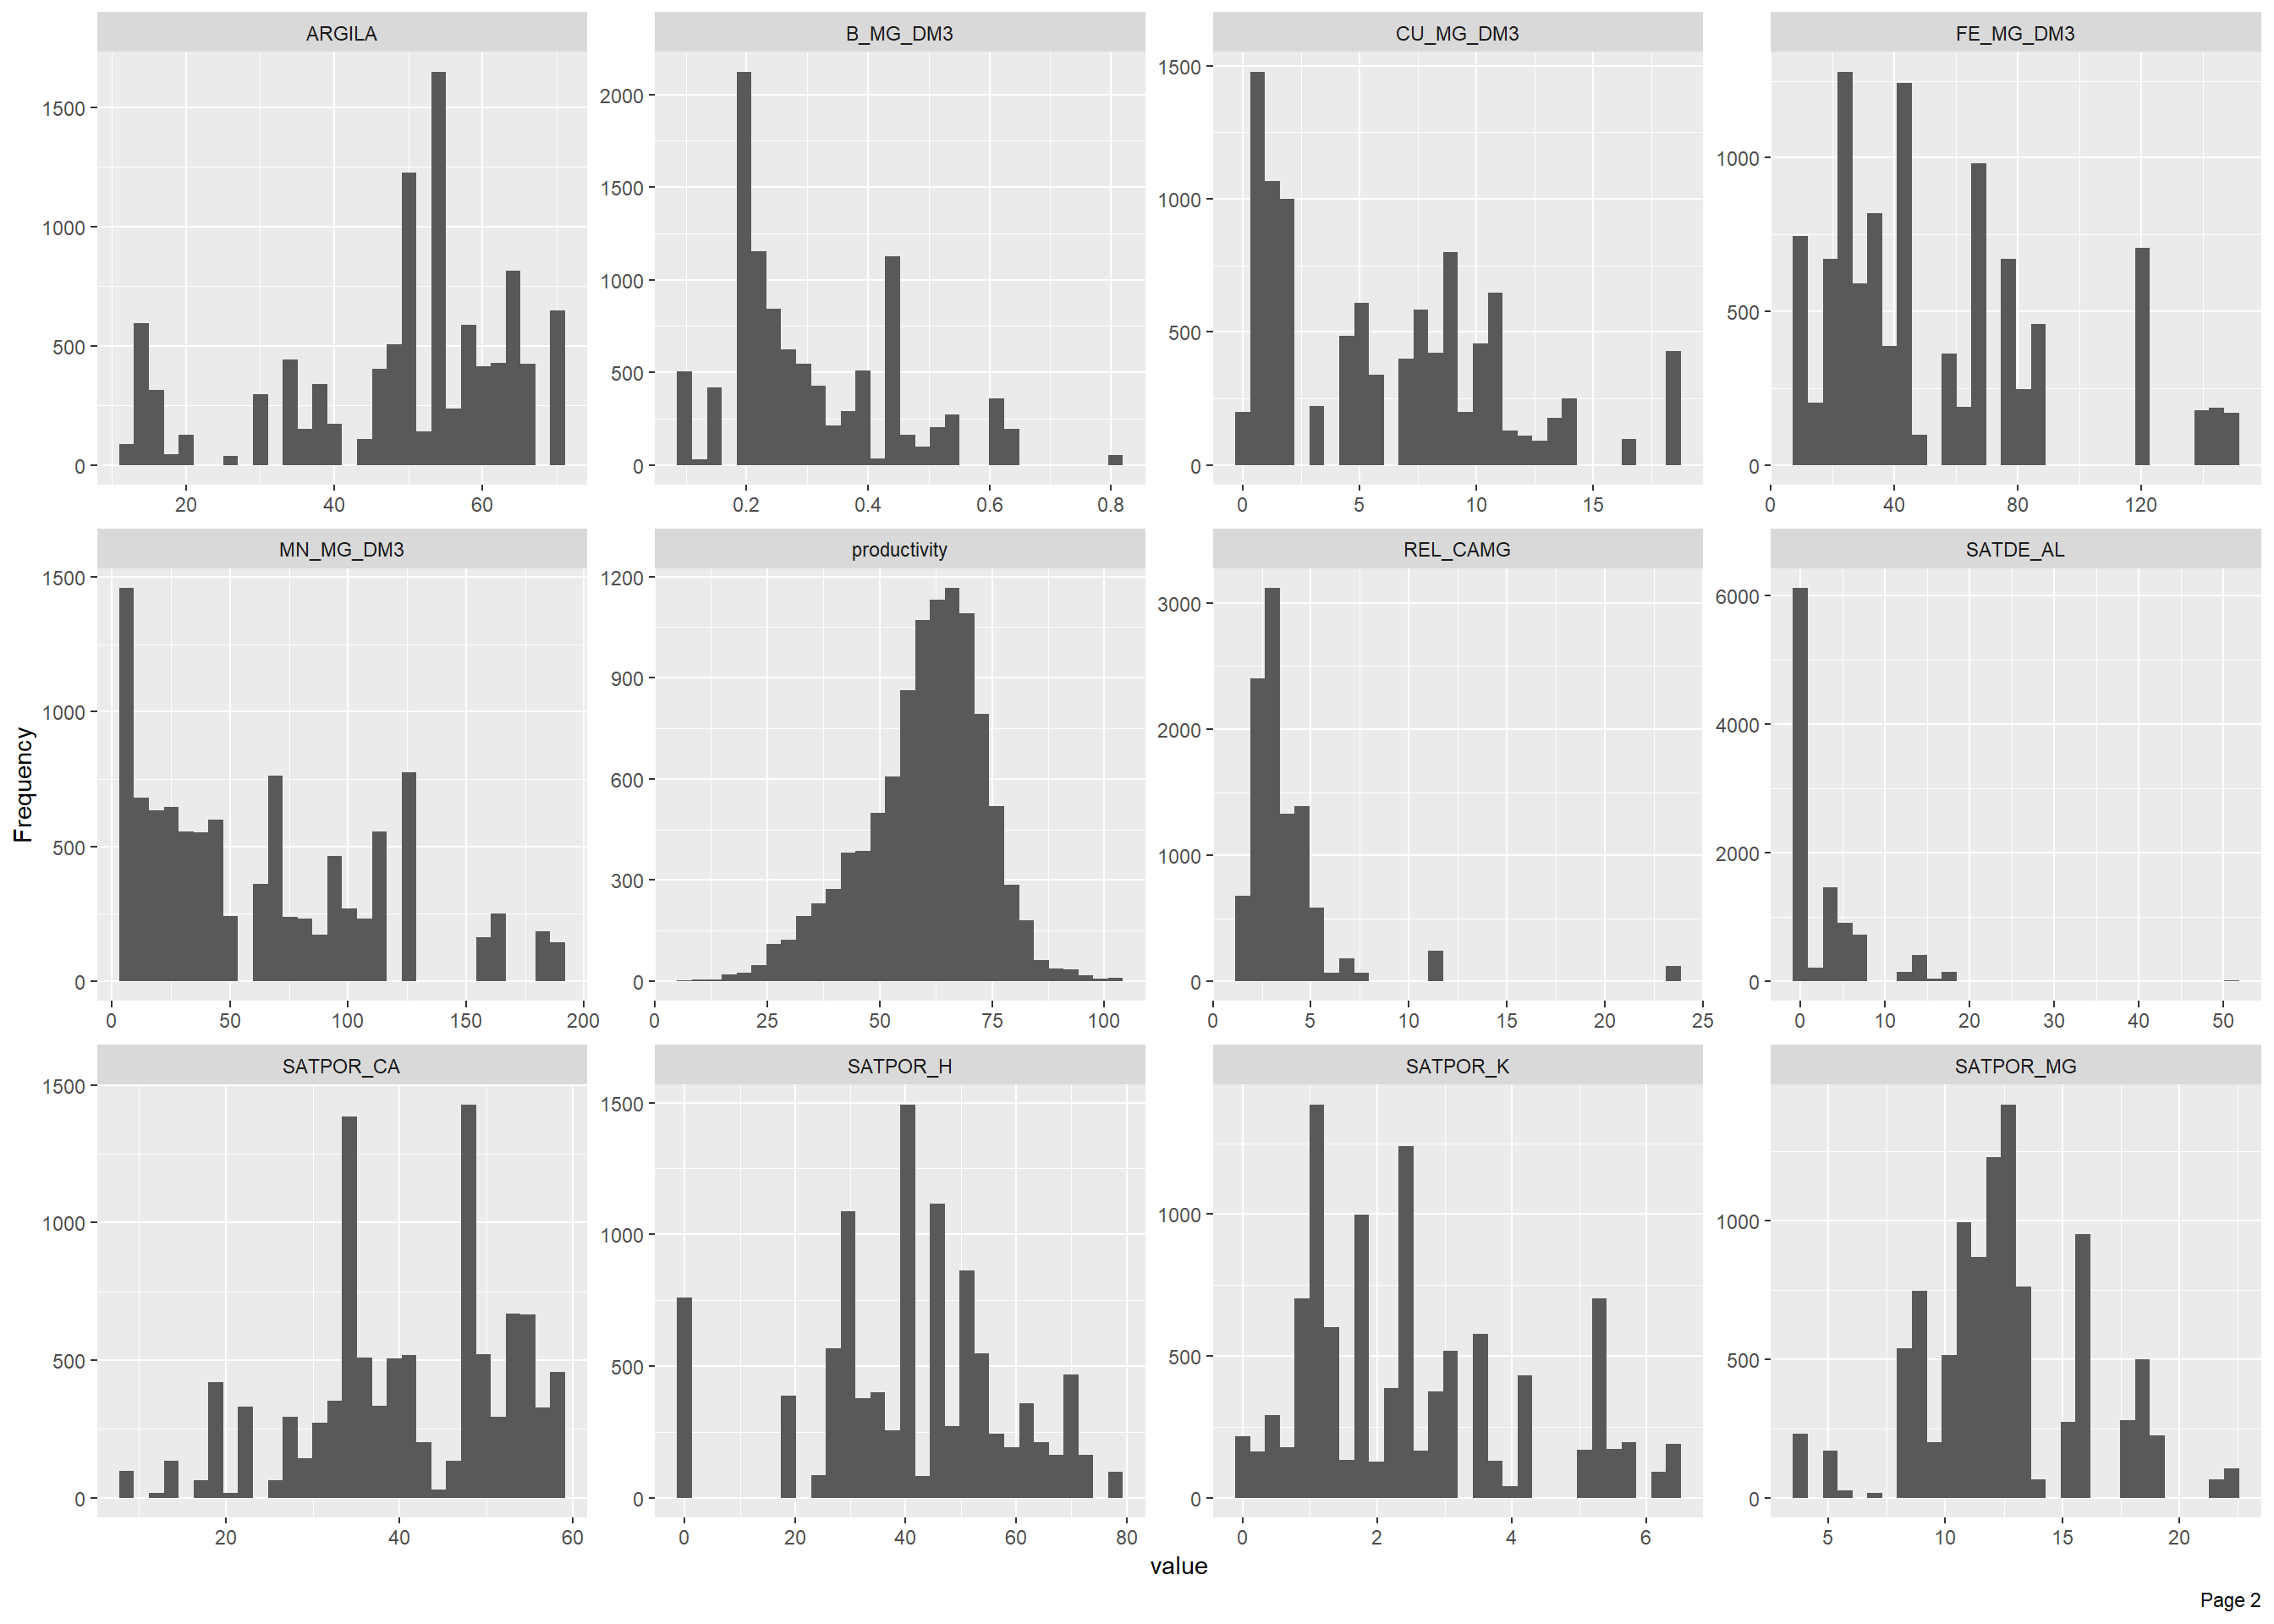 ARGILA B_MG_DM3 CU_MG_DM3 FE_MG_DM3
1500 1000 500 0
20 40 60
2000 1500 1000 500 0
0.2 0.4 0.6 0.8
1500 1000 500 0
0 5 10 15
1000 500 0
0 40 80 120
MN_MG_DM3 productivity REL_CAMG SATDE_AL
1500 1000 500 0
0 50 100 150 200
1200 900 600 300 0
0 25 50 75 100
3000 2000 1000 0
0 5 10 15 20 25
6000 4000 2000 0
0 10 20 30 40 50
Frequency
SATPOR_CA SATPOR_H SATPOR_K SATPOR_MG
1500 1000 500 0
20 40 60
1500 1000 500 0
0 20 40 60 80
1000 500 0
0 2 4 6
1000 500 0
5 10 15 20
value
Page 2